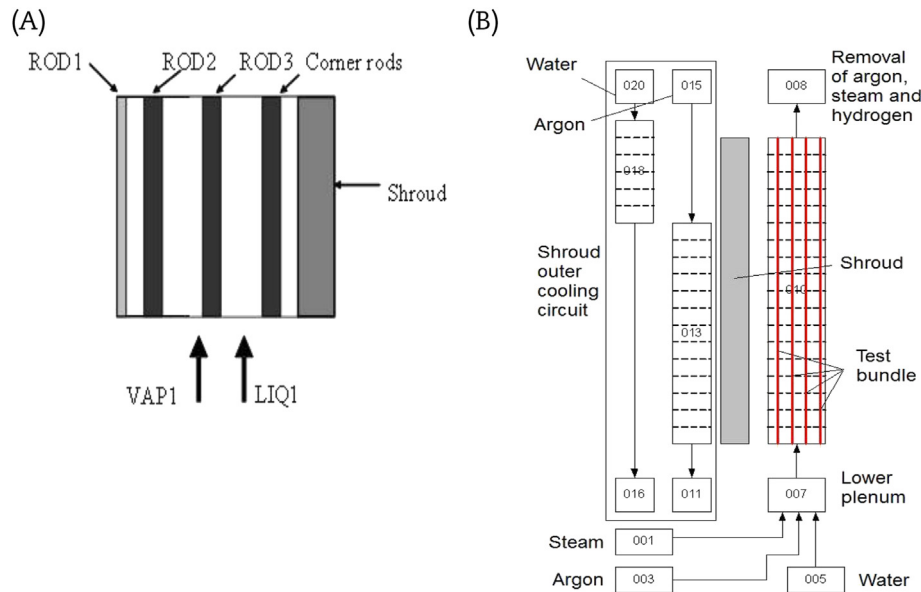 (A)
ROD1
ROD2
ROD3
Corner rods
Shroud
VAP1
LIQ1
(B)
Water
020
015
Argon
018
Shroud
outer
cooling
circuit
013
016
011
008
Removal
of argon,
steam and
hydrogen
Shroud
010
Test
bundle
Lower
plenum
007
Steam
001
Argon
003
005
Water